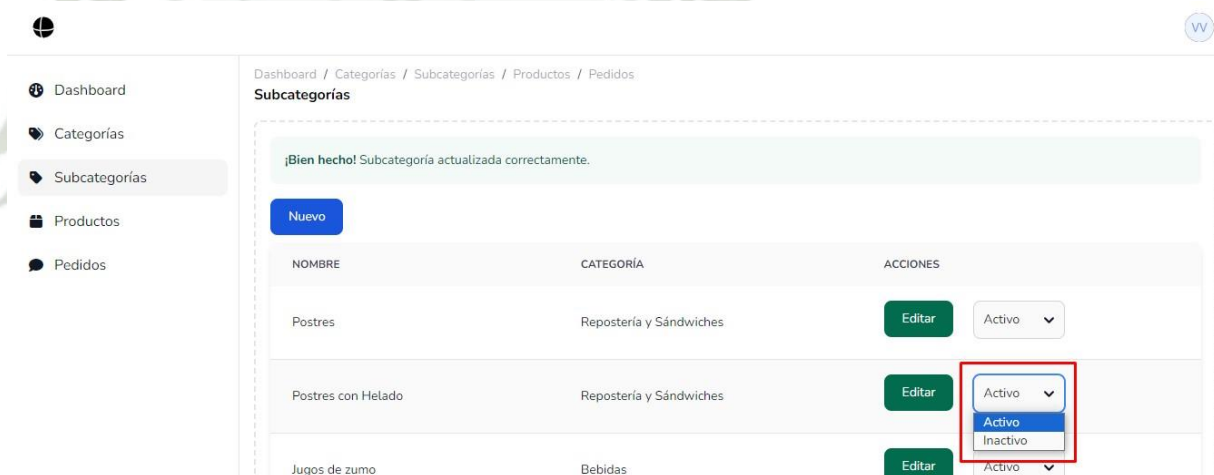 VV
Dashboard / Categorías / Subcategorías / Productos / Pedidos
Subcategorías
Dashboard
Categorías
Subcategorías
Productos
Pedidos
¡Bien hecho! Subcategoría actualizada correctamente.
Nuevo
NOMBRE CATEGORÍA ACCIONES
Postres Repostería y Sándwiches Editar Activo
Postres con Helado Repostería y Sándwiches Editar Activo
Activo
Inactivo
Jugos de zumo Bebidas Editar Activo